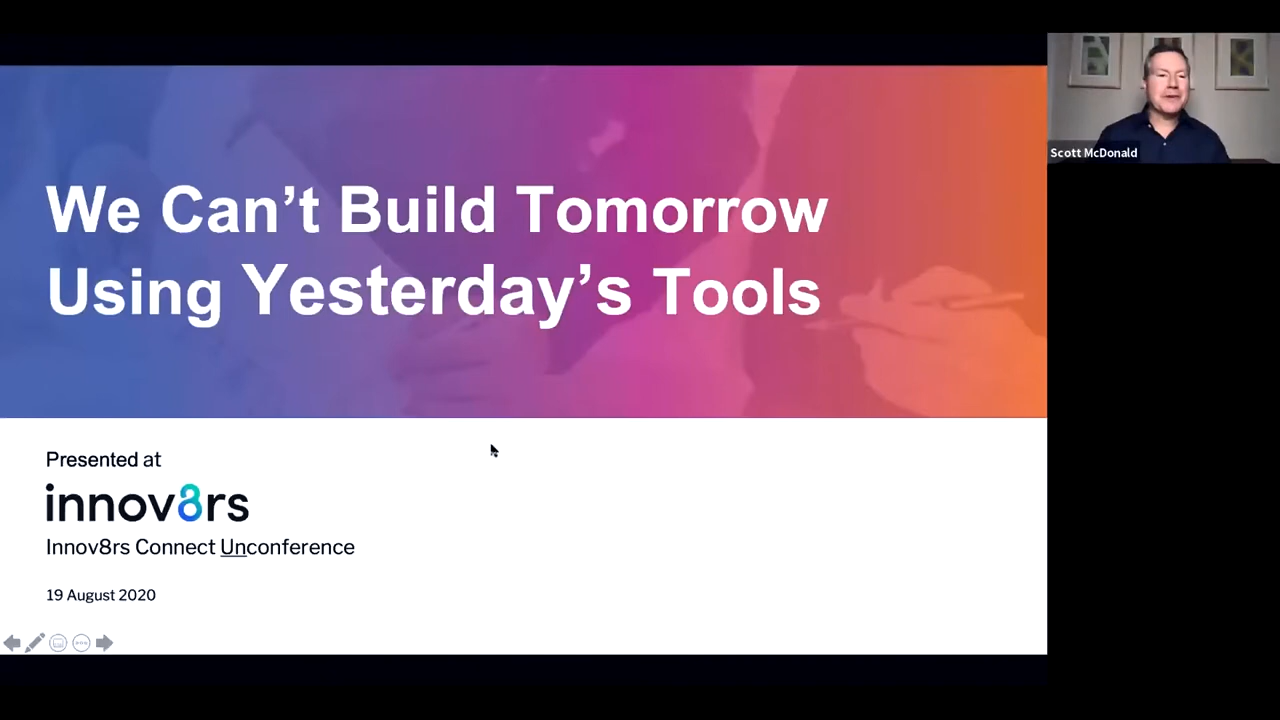 We Can’t Build Tomorrow
Using Yesterday’s Tools
Presented at
innov8rs
Innov8rs Connect Unconference
19 August 2020
Scott McDonald